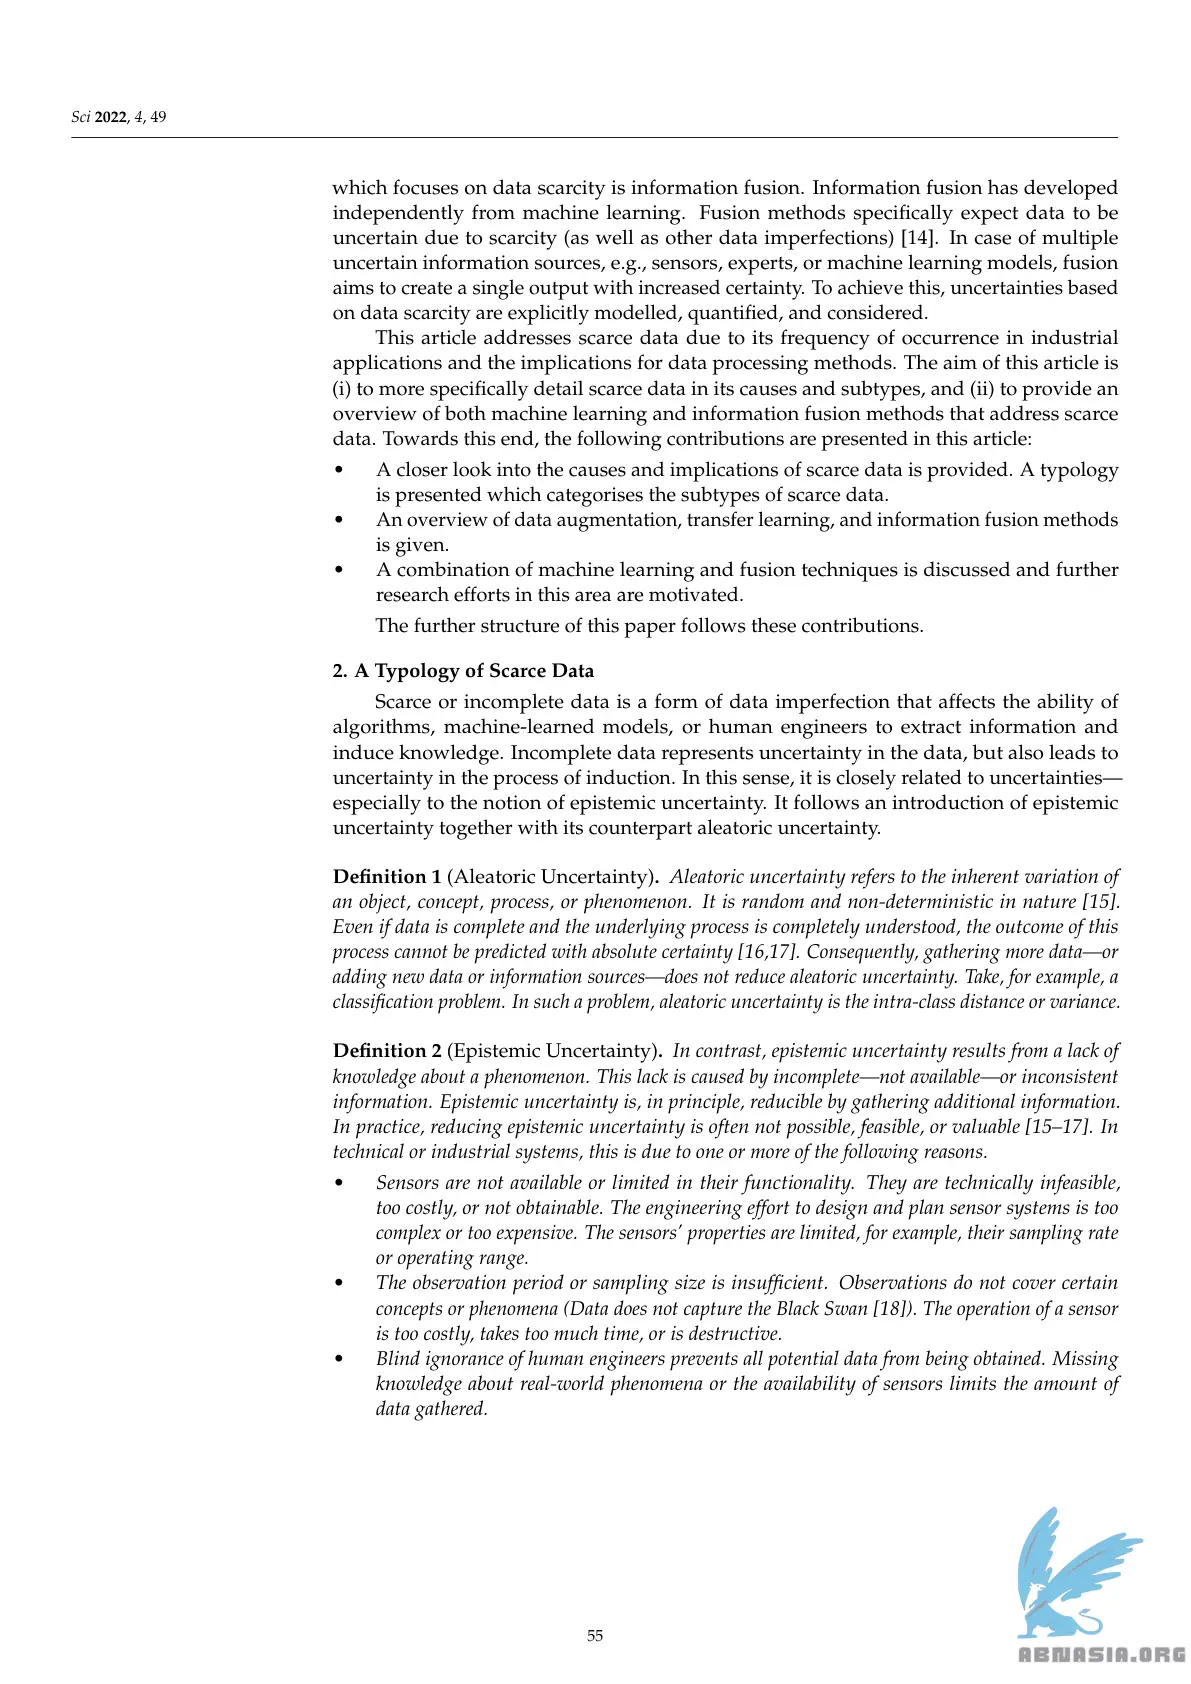 Sci 2022, 4, 49
which focuses on data scarcity is information fusion. Information fusion has developed
independently from machine learning. Fusion methods specifically expect data to be
uncertain due to scarcity (as well as other data imperfections) [14]. In case of multiple
uncertain information sources, e.g., sensors, experts, or machine learning models, fusion
aims to create a single output with increased certainty. To achieve this, uncertainties based
on data scarcity are explicitly modelled, quantified, and considered.
This article addresses scarce data due to its frequency of occurrence in industrial
applications and the implications for data processing methods. The aim of this article is
(i) to more specifically detail scarce data in its causes and subtypes, and (ii) to provide an
overview of both machine learning and information fusion methods that address scarce
data. Towards this end, the following contributions are presented in this article:
• A closer look into the causes and implications of scarce data is provided. A typology
is presented which categorises the subtypes of scarce data.
• An overview of data augmentation, transfer learning, and information fusion methods
is given.
• A combination of machine learning and fusion techniques is discussed and further
research efforts in this area are motivated.
The further structure of this paper follows these contributions.
2. A Typology of Scarce Data
Scarce or incomplete data is a form of data imperfection that affects the ability of
algorithms, machine-learned models, or human engineers to extract information and
induce knowledge. Incomplete data represents uncertainty in the data, but also leads to
uncertainty in the process of induction. In this sense, it is closely related to uncertainties—
especially to the notion of epistemic uncertainty. It follows an introduction of epistemic
uncertainty together with its counterpart aleatoric uncertainty.
Definition 1 (Aleatoric Uncertainty). Aleatoric uncertainty refers to the inherent variation of
an object, concept, process, or phenomenon. It is random and non-deterministic in nature [15].
Even if data is complete and the underlying process is completely understood, the outcome of this
process cannot be predicted with absolute certainty [16,17]. Consequently, gathering more data—or
adding new data or information sources—does not reduce aleatoric uncertainty. Take, for example, a
classification problem. In such a problem, aleatoric uncertainty is the intra-class distance or variance.
Definition 2 (Epistemic Uncertainty). In contrast, epistemic uncertainty results from a lack of
knowledge about a phenomenon. This lack is caused by incomplete—not available—or inconsistent
information. Epistemic uncertainty is, in principle, reducible by gathering additional information.
In practice, reducing epistemic uncertainty is often not possible, feasible, or valuable [15–17]. In
technical or industrial systems, this is due to one or more of the following reasons.
• Sensors are not available or limited in their functionality. They are technically infeasible,
too costly, or not obtainable. The engineering effort to design and plan sensor systems is too
complex or too expensive. The sensors' properties are limited, for example, their sampling rate
or operating range.
• The observation period or sampling size is insufficient. Observations do not cover certain
concepts or phenomena (Data does not capture the Black Swan [18]). The operation of a sensor
is too costly, takes too much time, or is destructive.
• Blind ignorance of human engineers prevents all potential data from being obtained. Missing
knowledge about real-world phenomena or the availability of sensors limits the amount of
data gathered.
55
ABNASIA.ORG